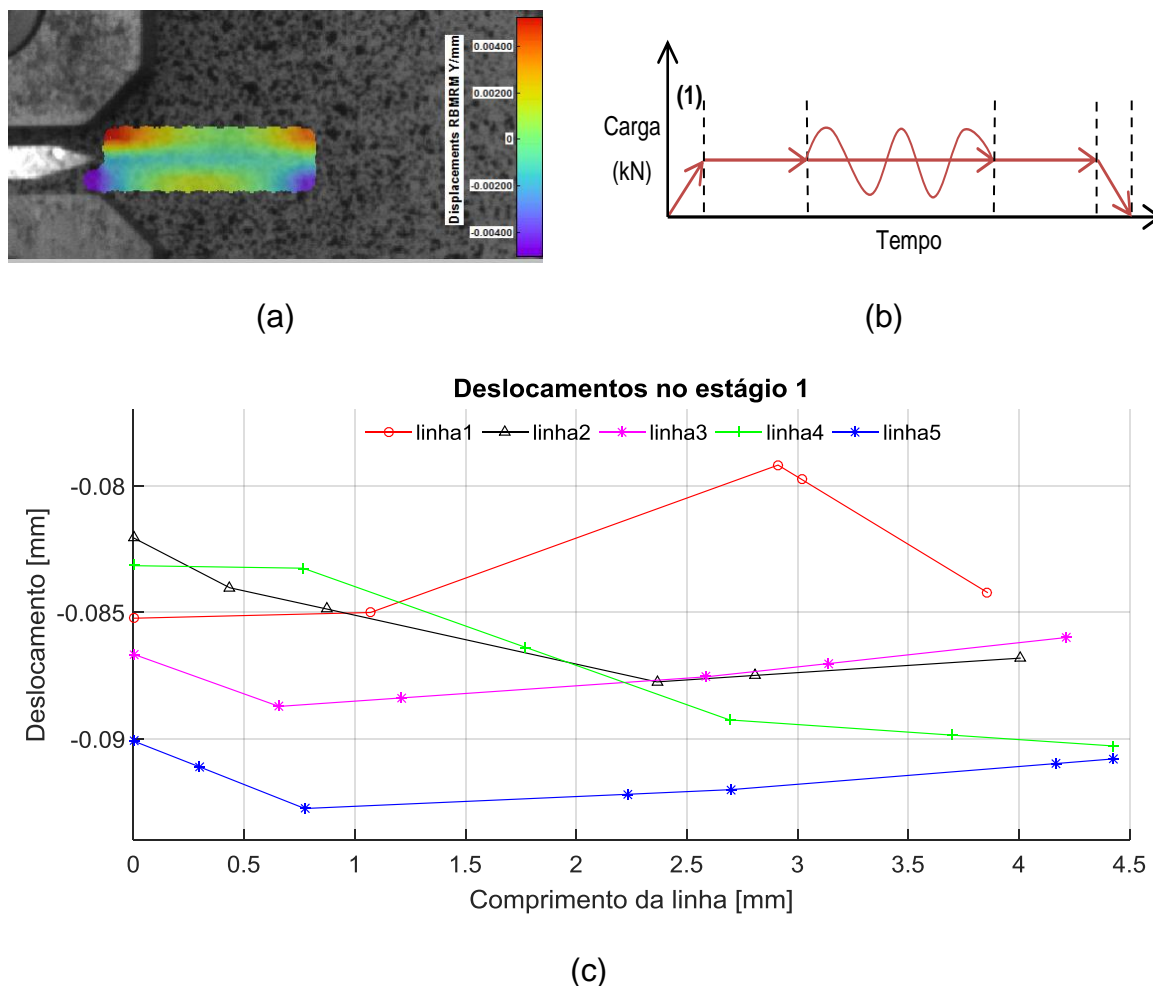 Displacements RBMRM Y/mm
0.00400
0.00200
0
-0.00200
-0.00400
(a)
(1)
Carga
(kN)
Tempo
(b)
Deslocamentos no estágio 1
linha1 linha2 linha3 linha4 linha5
Deslocamento [mm]
-0.08
-0.085
-0.09
0 0.5 1 1.5 2 2.5 3 3.5 4 4.5
Comprimento da linha [mm]
(c)